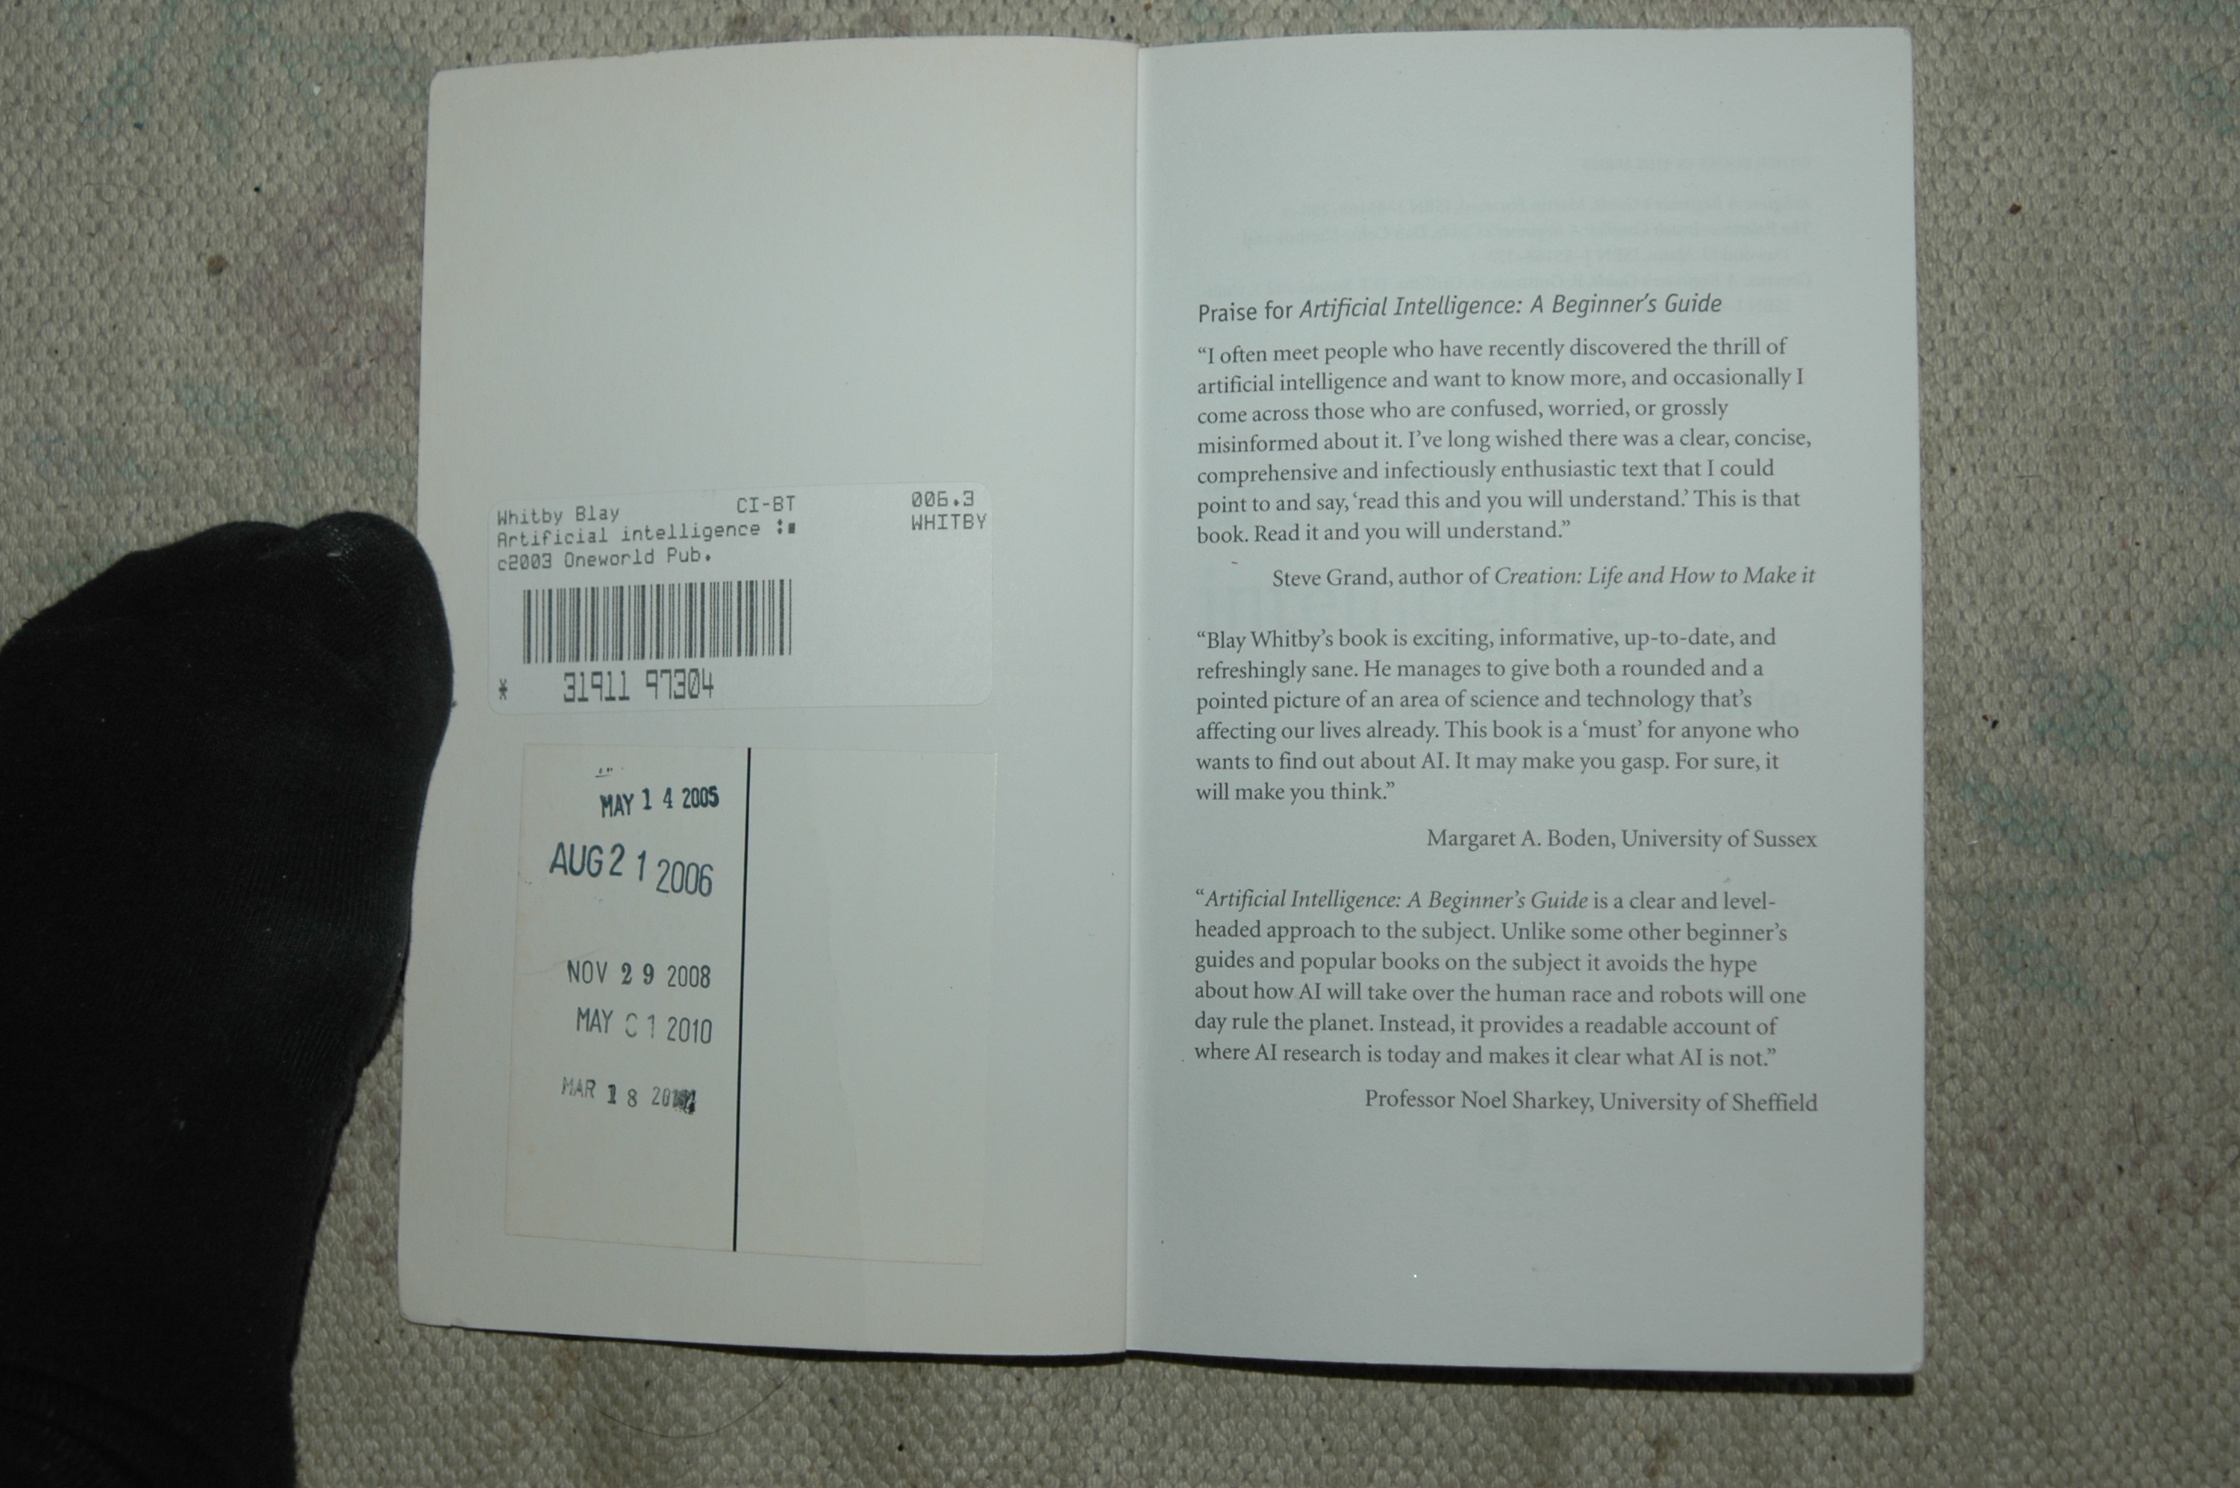 Whitby Blay CI-BT 006.3
Artificial intelligence : WHITBY
c2003 Oneworld Pub.
* 31911 97304
MAY 14 2005
AUG 21 2006
NOV 29 2008
MAY 01 2010
MAR 18
Praise for Artificial Intelligence: A Beginner’s Guide
“I often meet people who have recently discovered the thrill of
artificial intelligence and want to know more, and occasionally I
come across those who are confused, worried, or grossly
misinformed about it. I’ve long wished there was a clear, concise,
comprehensive and infectiously enthusiastic text that I could
point to and say, ‘read this and you will understand.’ This is that
book. Read it and you will understand.”
Steve Grand, author of Creation: Life and How to Make it
“Blay Whitby’s book is exciting, informative, up-to-date, and
refreshingly sane. He manages to give both a rounded and a
pointed picture of an area of science and technology that’s
affecting our lives already. This book is a ‘must’ for anyone who
wants to find out about AI. It may make you gasp. For sure, it
will make you think.”
Margaret A. Boden, University of Sussex
“Artificial Intelligence: A Beginner’s Guide is a clear and level-
headed approach to the subject. Unlike some other beginner’s
guides and popular books on the subject it avoids the hype
about how AI will take over the human race and robots will one
day rule the planet. Instead, it provides a readable account of
where AI research is today and makes it clear what AI is not.”
Professor Noel Sharkey, University of Sheffield